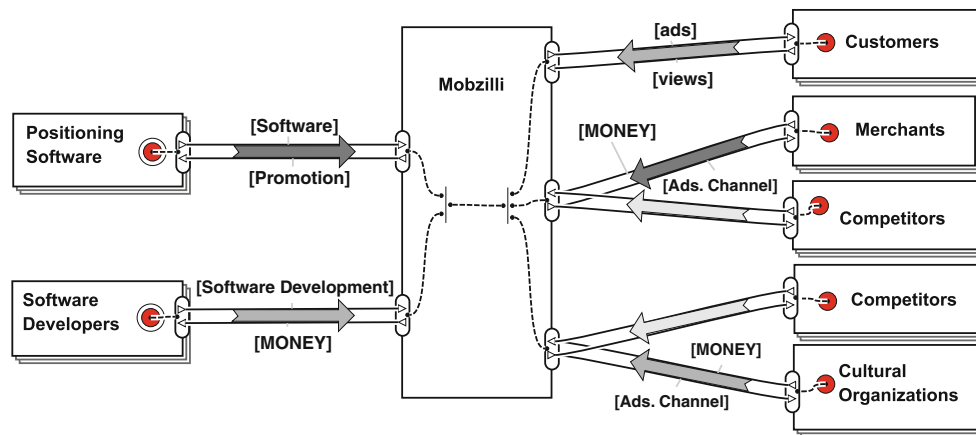 [ads]
Customers
Mobzilli
[views]
Positioning
Software
[Software]
[MONEY]
Merchants
[Promotion]
[Ads. Channel]
Competitors
Software
Developers
[Software Development]
[MONEY]
Competitors
[MONEY]
Cultural
Organizations
[Ads. Channel]